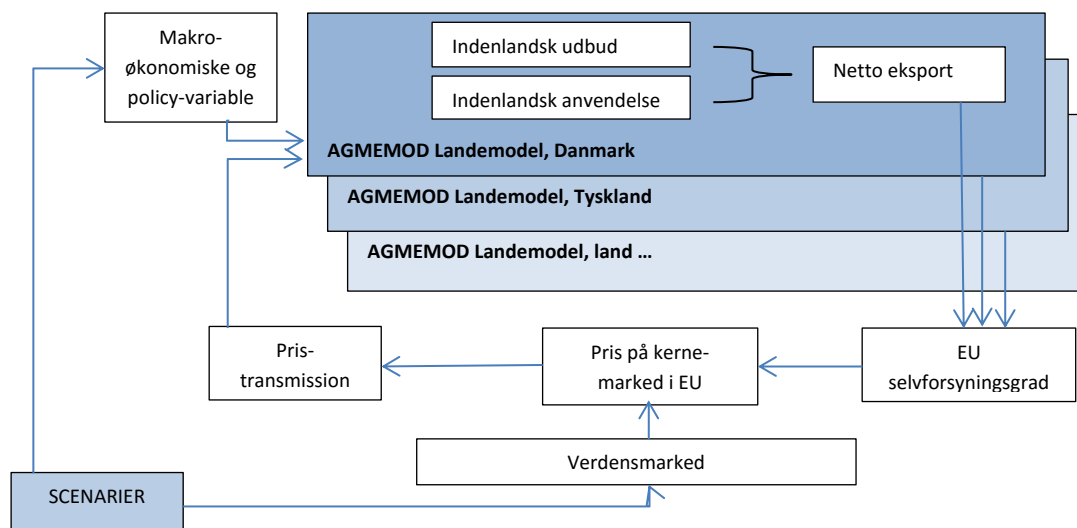 Makro-
økonomiske og
policy-variable
Indenlandsk udbud
Indenlandsk anvendelse
Netto eksport
AGMEMOD Landemodel, Danmark
AGMEMOD Landemodel, Tyskland
AGMEMOD Landemodel, land …
Pris-
transmission
Pris på kerne-
marked i EU
EU
selvforsyningsgrad
Verdensmarked
SCENARIER